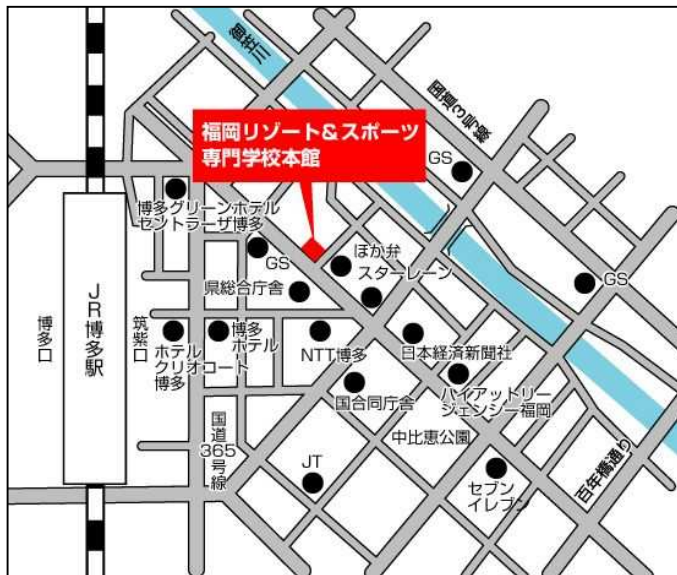 御笠川
国道3号線
福岡リゾート&スポーツ
専門学校本館
GS
博多グリーンホテル
セントラーザ博多
GS
ほか弁
スターレーン
GS
県総合庁舎
博多口
JR博多駅
筑紫口
ホテル
クリオコート
博多
博多
ホテル
NTT博多
日本経済新聞社
国合同庁舎
ハイアットリー
ジェンシー福岡
中比恵公園
国道
365
号線
JT
セブン
イレブン
百年橋通り